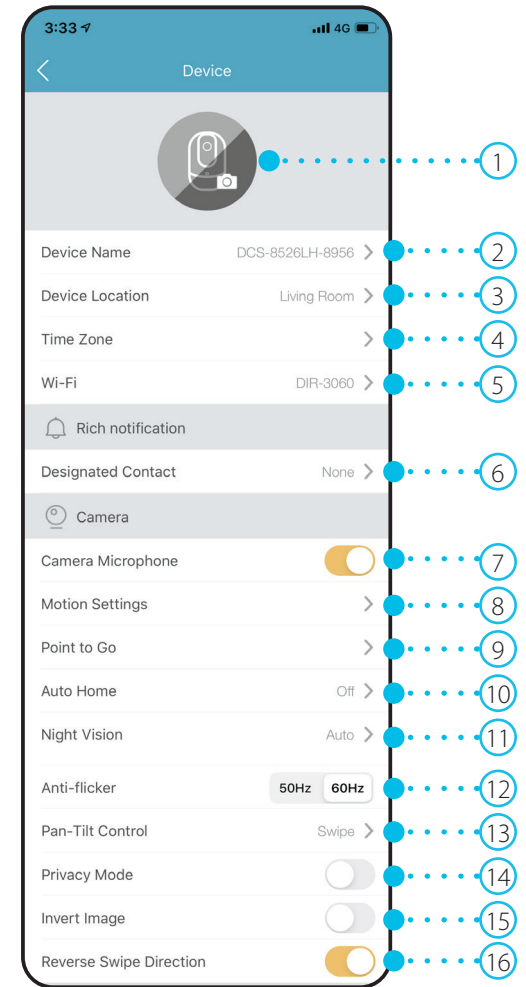 3:33 4G
Device
1
Device Name DCS-8526LH-8956 2
Device Location Living Room 3
Time Zone 4
Wi-Fi DIR-3060 5
Rich notification
Designated Contact None 6
Camera
Camera Microphone 7
Motion Settings 8
Point to Go 9
Auto Home Off 10
Night Vision Auto 11
Anti-flicker 50Hz 60Hz 12
Pan-Tilt Control Swipe 13
Privacy Mode 14
Invert Image 15
Reverse Swipe Direction 16